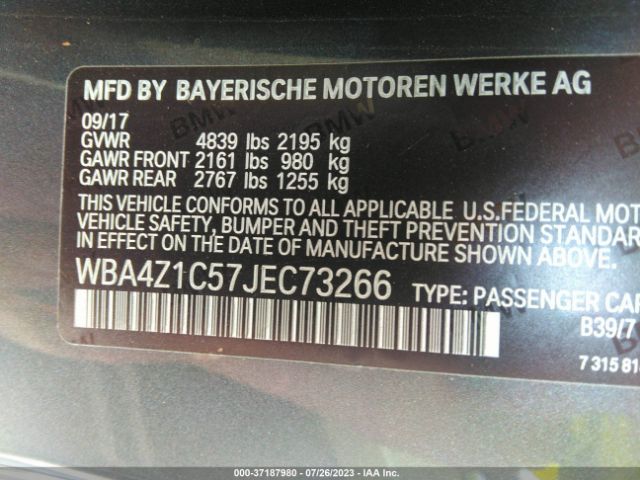 MFD BY BAYERISCHE MOTOREN WERKE AG
09/17
GVWR 4839 lbs 2195 kg
GAWR FRONT 2161 lbs 980 kg
GAWR REAR 2767 lbs 1255 kg
THIS VEHICLE CONFORMS TO ALL APPLICABLE U.S.FEDERAL MOT
VEHICLE SAFETY, BUMPER AND THEFT PREVENTION STANDAR
IN EFFECT ON THE DATE OF MANUFACTURE SHOWN ABOVE.
WBA4Z1C57JEC73266 TYPE: PASSENGER CAR
B39/7
7 315 81
000-37187980 - 07/26/2023 - IAA Inc.